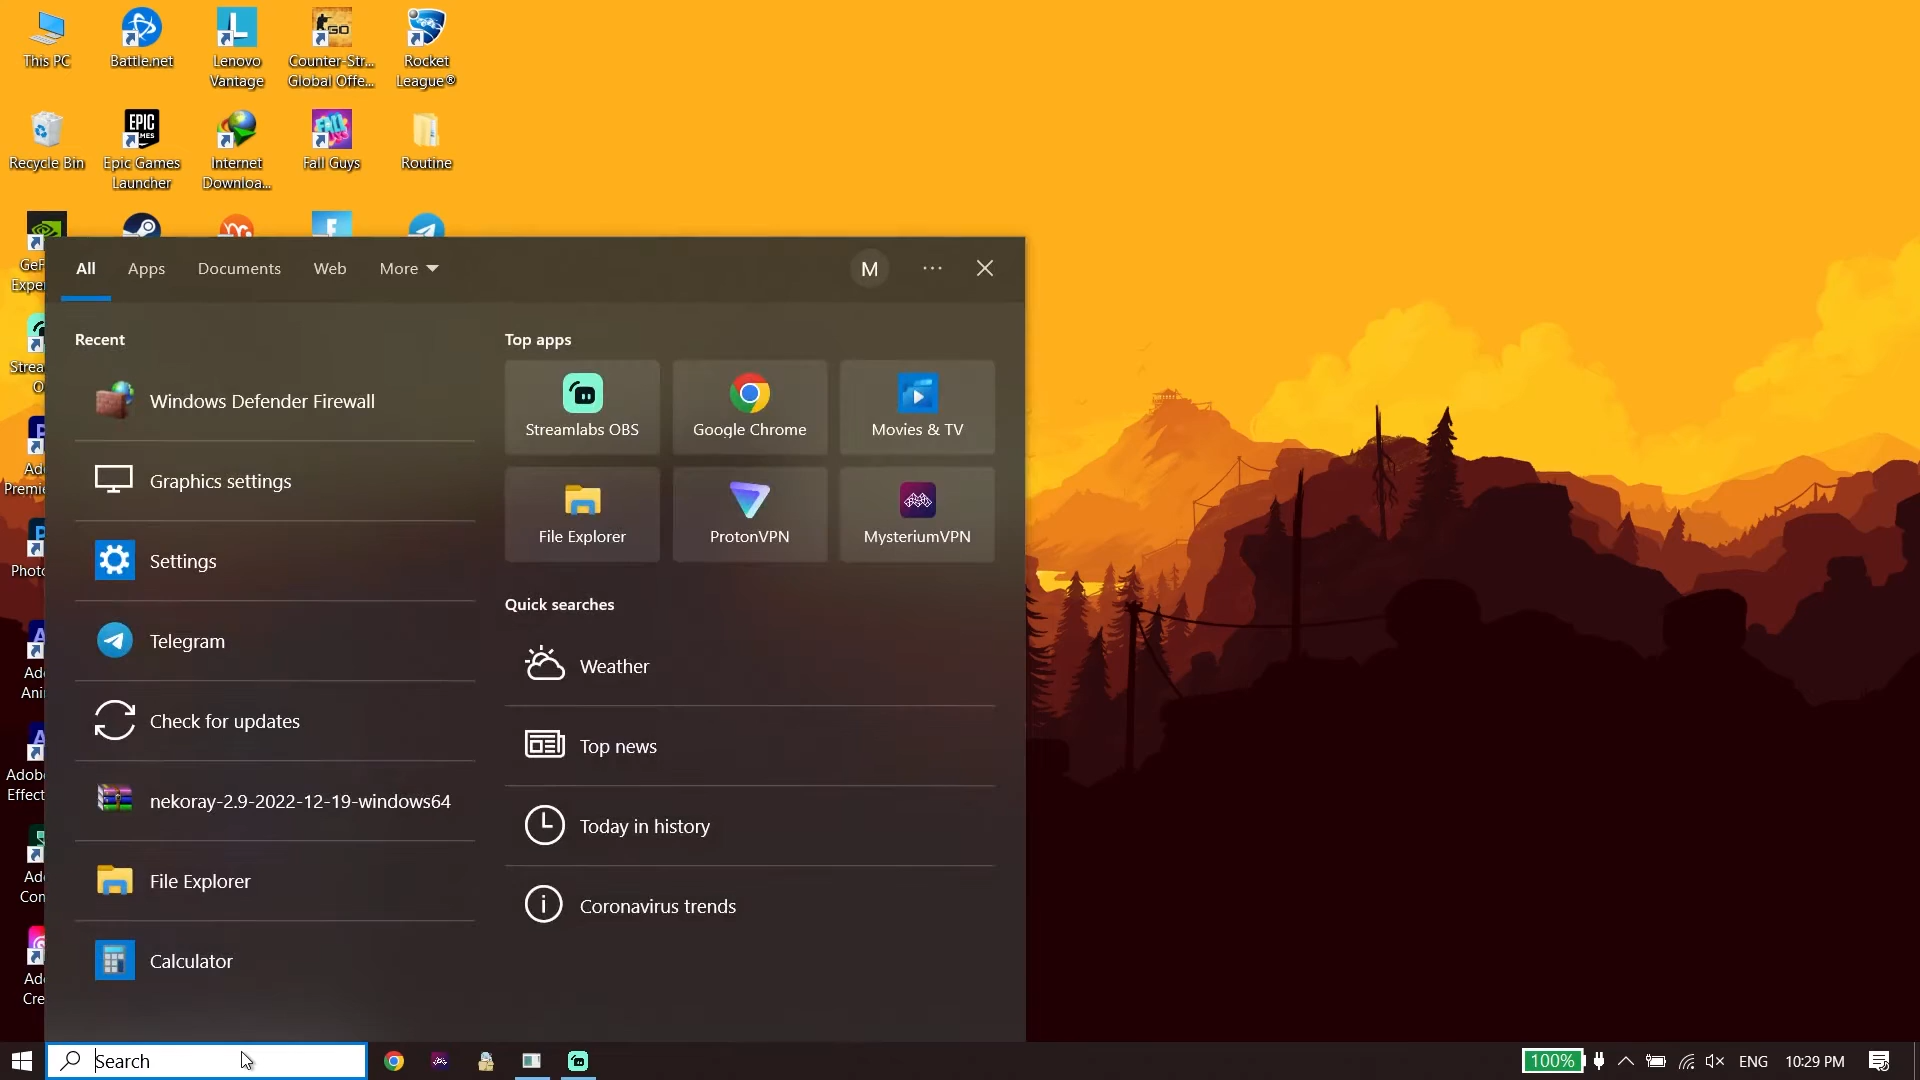 This PC
Battle.net
Lenovo
Vantage
Counter-Str...
Global Offe...
Rocket
League®
Recycle Bin
Epic Games
Launcher
Internet
Downloa...
Fall Guys
Routine
All
Apps
Documents
Web
More
M
Recent
Windows Defender Firewall
Graphics settings
Settings
Telegram
Check for updates
nekoray-2.9-2022-12-19-windows64
File Explorer
Calculator
Top apps
Streamlabs OBS
Google Chrome
Movies & TV
File Explorer
ProtonVPN
MysteriumVPN
Quick searches
Weather
Top news
Today in history
Coronavirus trends
Search
100%
ENG
10:29 PM